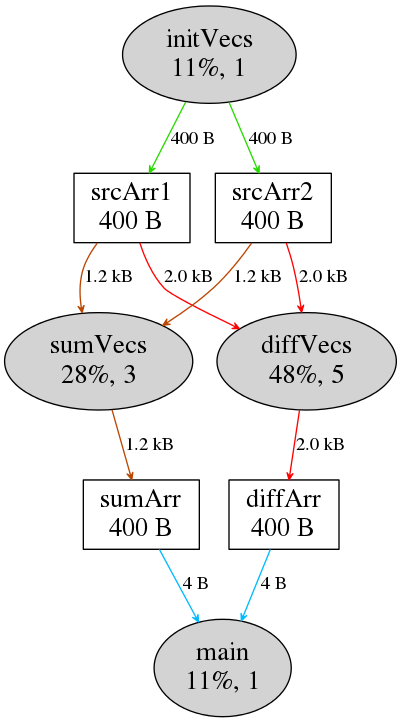 initVecs
11%, 1
400 B
400 B
srcArr1
400 B
srcArr2
400 B
1.2 kB
2.0 kB
1.2 kB
2.0 kB
sumVecs
28%, 3
diffVecs
48%, 5
1.2 kB
2.0 kB
sumArr
400 B
diffArr
400 B
4 B
4 B
main
11%, 1